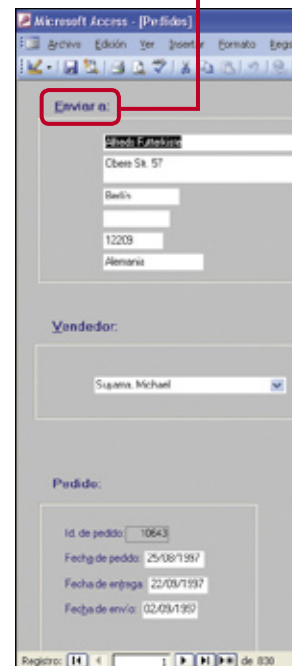 Microsoft Access - [Pedidos]
Archivo Edición Ver Insertar Formato Regis
Enviar a:
Alfreds Futterkiste
Obere Str. 57
Berlín
12209
Alemania
Vendedor:
Suyama, Michael
Pedido:
Id. de pedido: 10643
Fecha de pedido: 25/08/1997
Fecha de entrega: 22/09/1997
Fecha de envío: 02/09/1997
Registro: 1 de 830